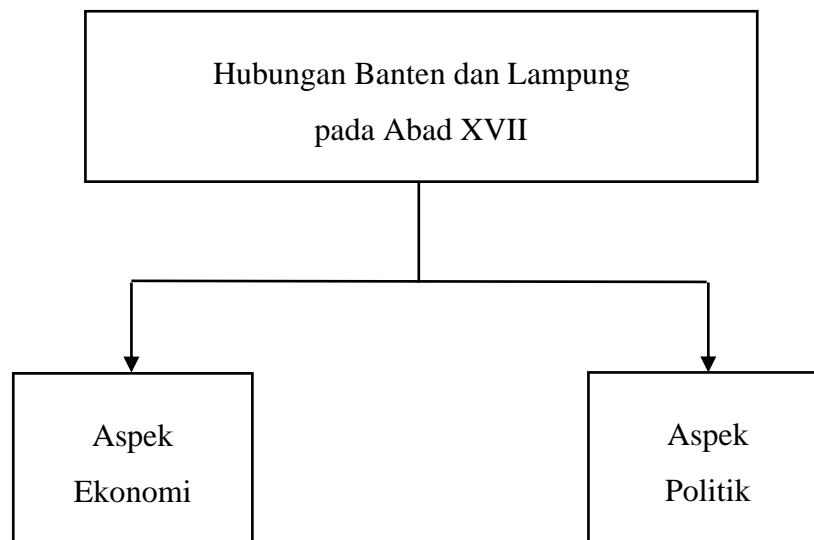 Hubungan Banten dan Lampung
pada Abad XVII
Aspek
Ekonomi
Aspek
Politik